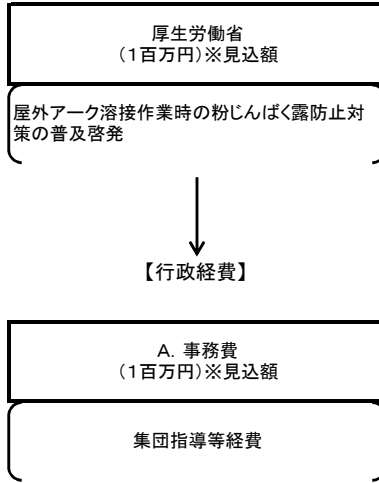 厚生労働省
(1百万円)※見込額
屋外アーク溶接作業時の粉じんばく露防止対
策の普及啓発
【行政経費】
A. 事務費
(1百万円)※見込額
集団指導等経費